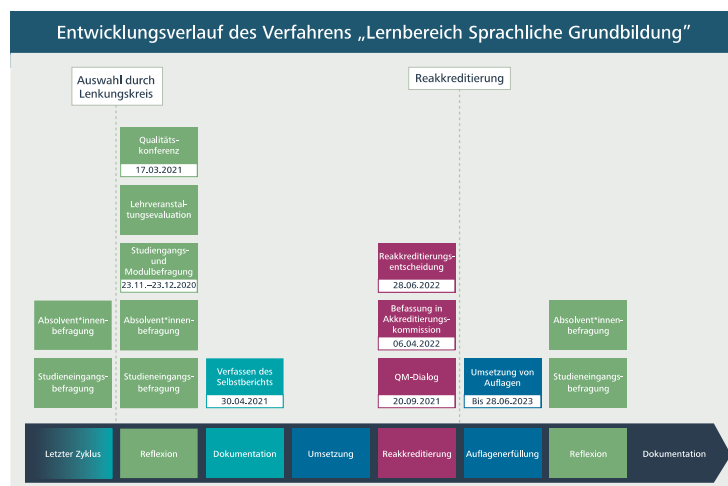 Entwicklungsverlauf des Verfahrens „Lernbereich Sprachliche Grundbildung”
Auswahl durch
Lenkungskreis
Reakkreditierung
Qualitäts-
konferenz
17.03.2021
Lehrveranstal-
tungsevaluation
Studiengangs-
und
Modulbefragung
23.11.–23.12.2020
Reakkreditierungs-
entscheidung
28.06.2022
Absolvent*innen-
befragung
Absolvent*innen-
befragung
Befassung in
Akkreditierungs-
kommission
06.04.2022
Absolvent*innen-
befragung
Studieneingangs-
befragung
Studieneingangs-
befragung
Verfassen des
Selbstberichts
30.04.2021
QM-Dialog
20.09.2021
Umsetzung von
Auflagen
Bis 28.06.2023
Studieneingangs-
befragung
Letzter Zyklus
Reflexion
Dokumentation
Umsetzung
Reakkreditierung
Auflagenerfüllung
Reflexion
Dokumentation